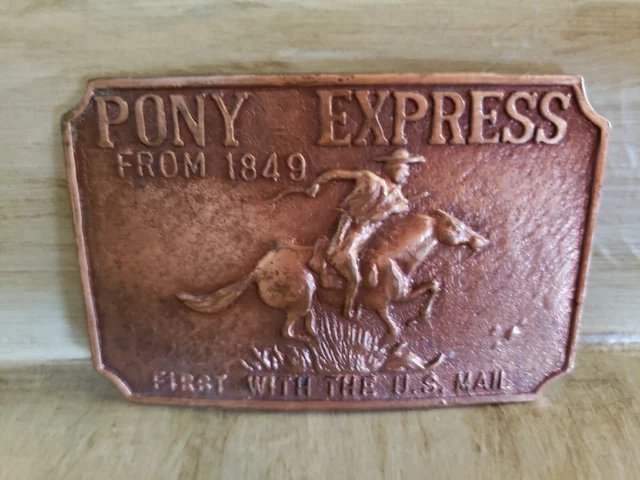 PONY EXPRESS
FROM 1849
FIRST WITH THE U.S. MAIL